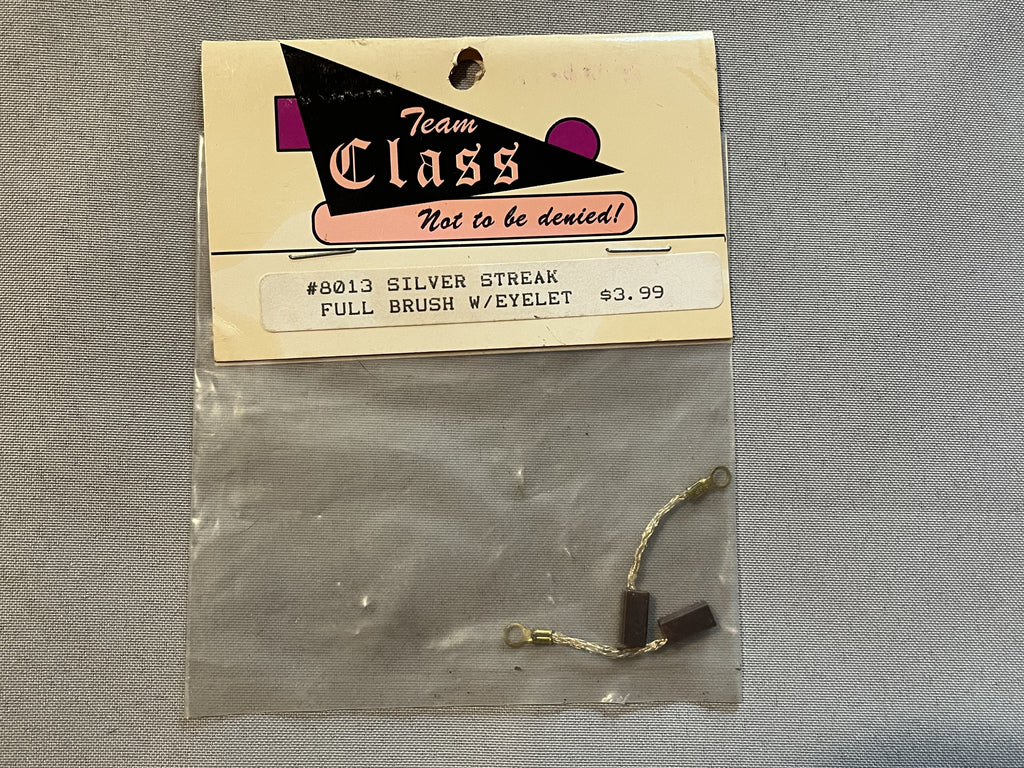 Team
Class
Not to be denied!
#8013 SILVER STREAK
FULL BRUSH W/EYELET $3.99